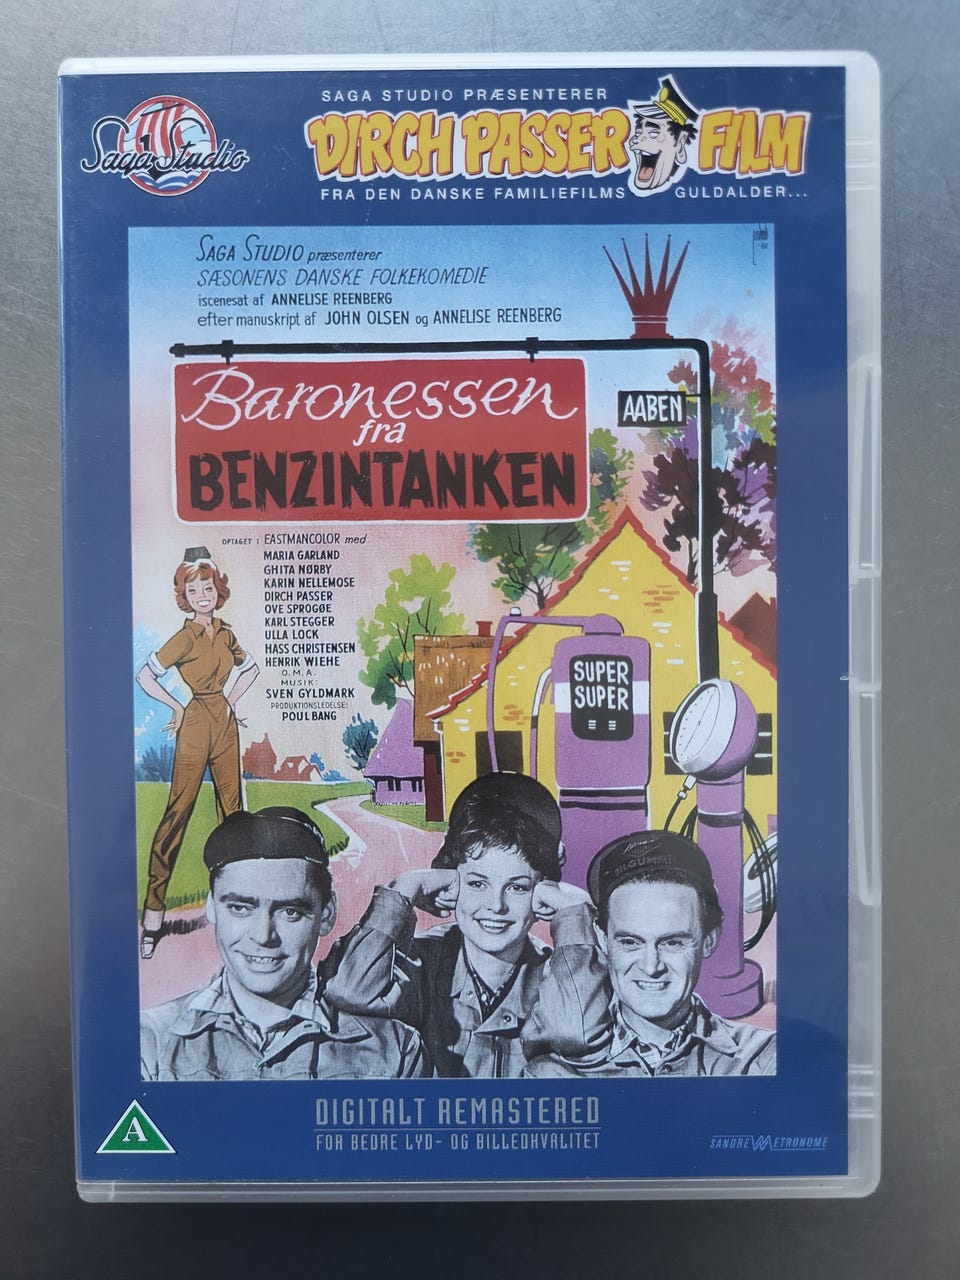 Saga Studio
SAGA STUDIO PRÆSENTERER
DIRCH PASSER FILM
FRA DEN DANSKE FAMILIEFILMS GULDALDER...
SAGA STUDIO præsenterer
SÆSONENS DANSKE FOLKEKOMEDIE
iscenesat af ANNELISE REENBERG
efter manuskript af JOHN OLSEN og ANNELISE REENBERG
Baronessen
fra
BENZINTANKEN
AABEN
OPTAGET I EASTMANCOLOR med
MARIA GARLAND
GHITA NØRBY
KARIN NELLEMOSE
DIRCH PASSER
OVE SPROGØE
KARL STEGGER
ULLA LOCK
HASS CHRISTENSEN
HENRIK WIEHE
O.M.A.
MUSIK:
SVEN GYLDMARK
PRODUKTIONSLEDELSE:
POUL BANG
SUPER
SUPER
BILGUMMI
DIGITALT REMASTERED
FOR BEDRE LYD- OG BILLEDKVALITET
A
SANDREW METRONOME